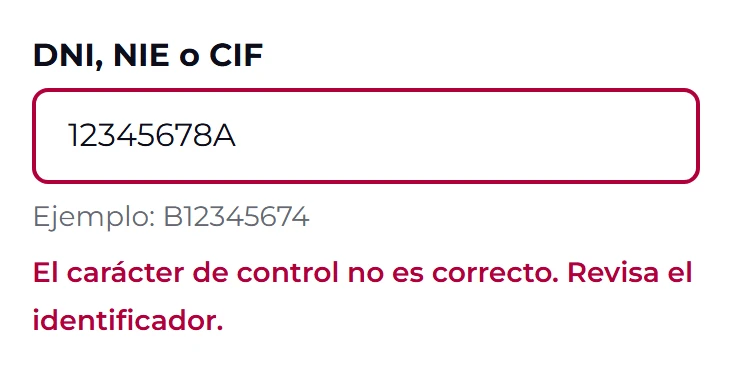 DNI, NIE o CIF
12345678A
Ejemplo: B12345674
El carácter de control no es correcto. Revisa el
identificador.